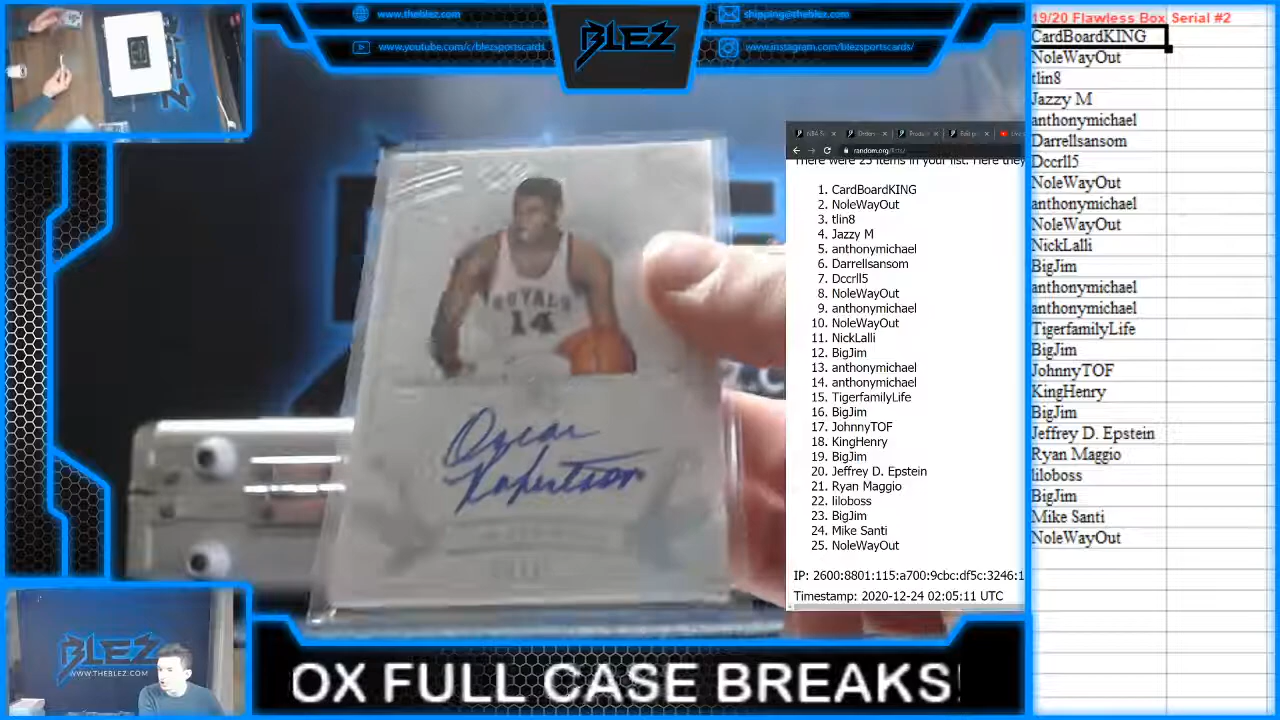 www.theblez.com
www.youtube.com/c/blezsportscards
BLEZ
shipping@theblez.com
www.instagram.com/blezsportscards/
19/20 Flawless Box Serial #2
CardBoardKING
NoleWayOut
tlin8
Jazzy M
anthonymichael
Darrellsansom
Dccrll5
NoleWayOut
anthonymichael
NoleWayOut
NickLalli
BigJim
anthonymichael
anthonymichael
TigerfamilyLife
BigJim
JohnnyTOF
KingHenry
BigJim
Jeffrey D. Epstein
Ryan Maggio
liloboss
BigJim
Mike Santi
NoleWayOut
random.org/lists/
There were 25 items in your list. Here they
1. CardBoardKING
2. NoleWayOut
3. tlin8
4. Jazzy M
5. anthonymichael
6. Darrellsansom
7. Dccrll5
8. NoleWayOut
9. anthonymichael
10. NoleWayOut
11. NickLalli
12. BigJim
13. anthonymichael
14. anthonymichael
15. TigerfamilyLife
16. BigJim
17. JohnnyTOF
18. KingHenry
19. BigJim
20. Jeffrey D. Epstein
21. Ryan Maggio
22. liloboss
23. BigJim
24. Mike Santi
25. NoleWayOut
IP: 2600:8801:115:a700:9cbc:df5c:3246:1
Timestamp: 2020-12-24 02:05:11 UTC
ROYALS
14
Oscar
Robertson
BLEZ
WWW.THEBLEZ.COM
OX FULL CASE BREAKS!